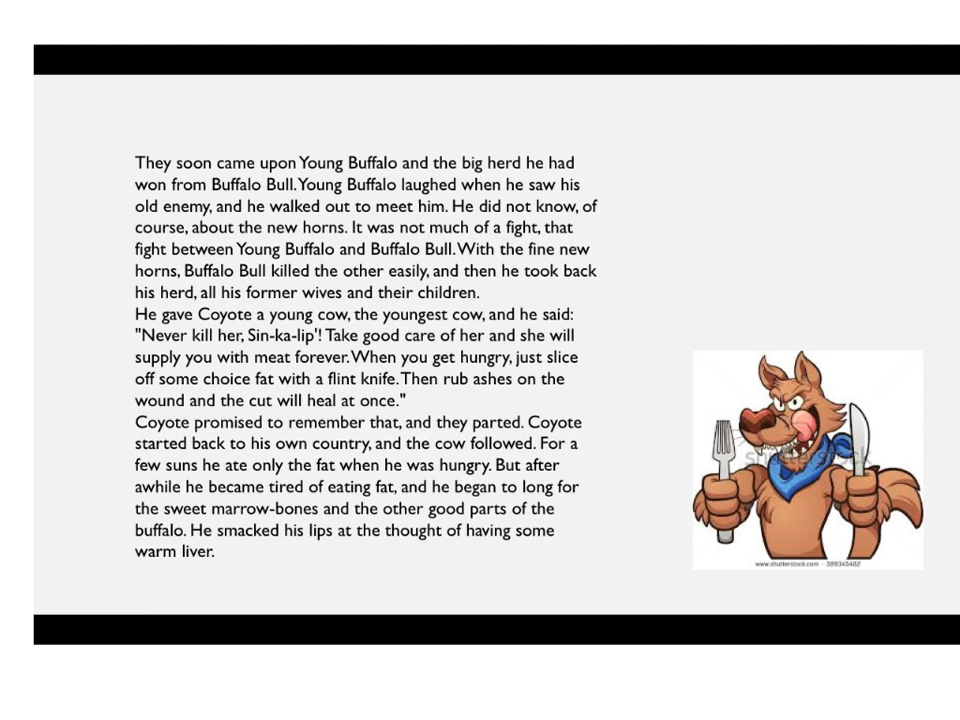 They soon came upon Young Buffalo and the big herd he had
won from Buffalo Bull. Young Buffalo laughed when he saw his
old enemy, and he walked out to meet him. He did not know, of
course, about the new horns. It was not much of a fight, that
fight between Young Buffalo and Buffalo Bull. With the fine new
horns, Buffalo Bull killed the other easily, and then he took back
his herd, all his former wives and their children.
He gave Coyote a young cow, the youngest cow, and he said:
"Never kill her, Sin-ka-lip'! Take good care of her and she will
supply you with meat forever. When you get hungry, just slice
off some choice fat with a flint knife. Then rub ashes on the
wound and the cut will heal at once."
Coyote promised to remember that, and they parted. Coyote
started back to his own country, and the cow followed. For a
few suns he ate only the fat when he was hungry. But after
awhile he became tired of eating fat, and he began to long for
the sweet marrow-bones and the other good parts of the
buffalo. He smacked his lips at the thought of having some
warm liver.
shutterstock
www.shutterstock.com · 389345482